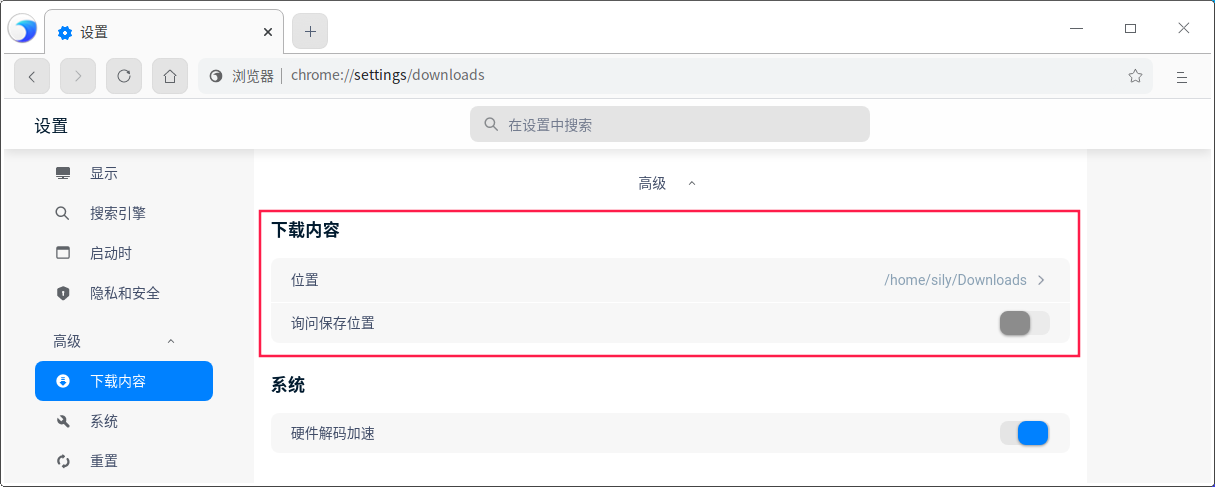 设置
浏览器 | chrome://settings/downloads
设置
在设置中搜索
显示
搜索引擎
启动时
隐私和安全
高级
下载内容
系统
重置
高级
下载内容
位置 /home/sily/Downloads
询问保存位置
系统
硬件解码加速